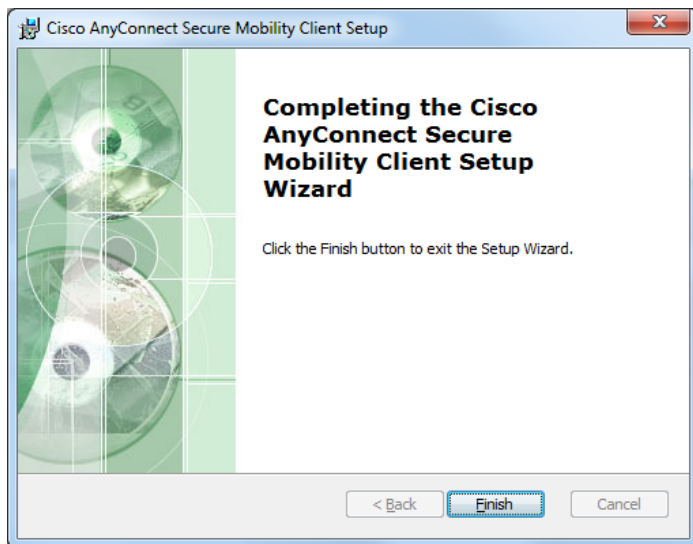 Cisco AnyConnect Secure Mobility Client Setup
Completing the Cisco
AnyConnect Secure
Mobility Client Setup
Wizard
Click the Finish button to exit the Setup Wizard.
< Back Finish Cancel